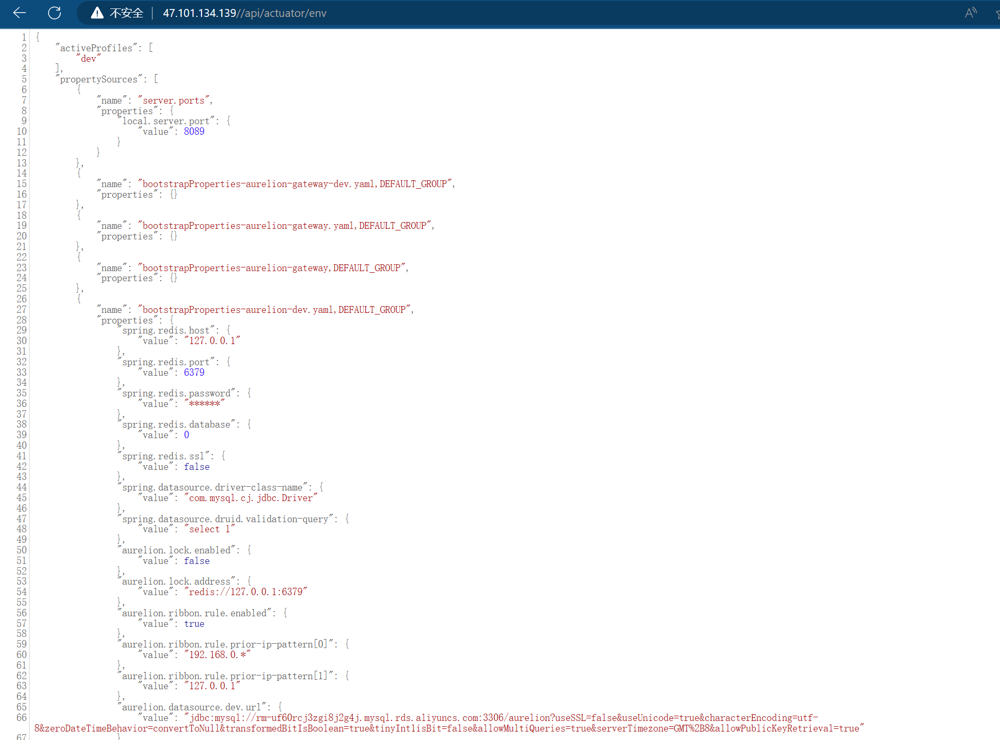 不安全 | 47.101.134.139//api/actuator/env
1 {
2 "activeProfiles": [
3 "dev"
4 ],
5 "propertySources": [
6 {
7 "name": "server.ports",
8 "properties": {
9 "local.server.port": {
10 "value": 8089
11 }
12 }
13 },
14 {
15 "name": "bootstrapProperties-aurelion-gateway-dev.yaml,DEFAULT_GROUP",
16 "properties": {}
17 },
18 {
19 "name": "bootstrapProperties-aurelion-gateway.yaml,DEFAULT_GROUP",
20 "properties": {}
21 },
22 {
23 "name": "bootstrapProperties-aurelion-gateway,DEFAULT_GROUP",
24 "properties": {}
25 },
26 {
27 "name": "bootstrapProperties-aurelion-dev.yaml,DEFAULT_GROUP",
28 "properties": {
29 "spring.redis.host": {
30 "value": "127.0.0.1"
31 },
32 "spring.redis.port": {
33 "value": 6379
34 },
35 "spring.redis.password": {
36 "value": "******"
37 },
38 "spring.redis.database": {
39 "value": 0
40 },
41 "spring.redis.ssl": {
42 "value": false
43 },
44 "spring.datasource.driver-class-name": {
45 "value": "com.mysql.cj.jdbc.Driver"
46 },
47 "spring.datasource.druid.validation-query": {
48 "value": "select 1"
49 },
50 "aurelion.lock.enabled": {
51 "value": false
52 },
53 "aurelion.lock.address": {
54 "value": "redis://127.0.0.1:6379"
55 },
56 "aurelion.ribbon.rule.enabled": {
57 "value": true
58 },
59 "aurelion.ribbon.rule.prior-ip-pattern[0]": {
60 "value": "192.168.0.*"
61 },
62 "aurelion.ribbon.rule.prior-ip-pattern[1]": {
63 "value": "127.0.0.1"
64 },
65 "aurelion.datasource.dev.url": {
66 "value": "jdbc:mysql://rm-uf60rcj3zgi8j2g4j.mysql.rds.aliyuncs.com:3306/aurelion?useSSL=false&useUnicode=true&characterEncoding=utf-
8&zeroDateTimeBehavior=convertToNull&transformedBitIsBoolean=true&tinyInt1isBit=false&allowMultiQueries=true&serverTimezone=GMT%2B8&allowPublicKeyRetrieval=true"
67 }